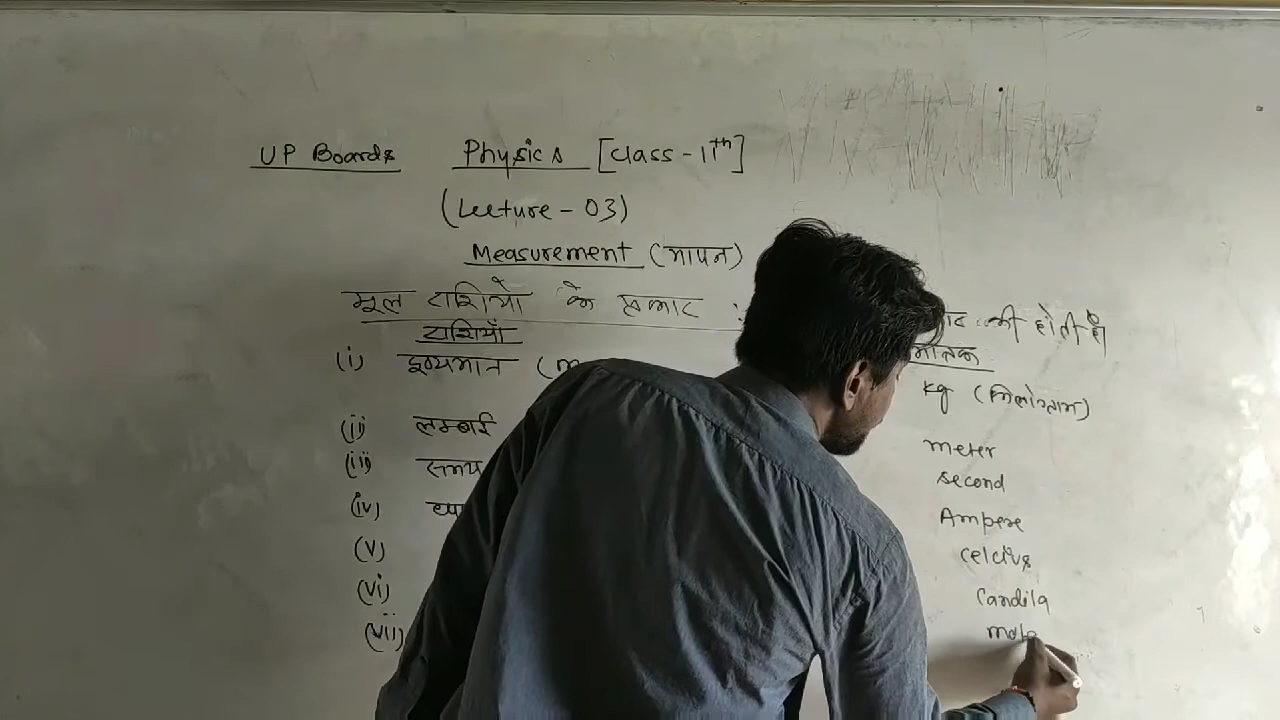 UP Boards Physics [class-11th]
(Lecture-03)
Measurement (मापन)
मूल राशियों के प्रकार : की होती है।
राशियाँ मात्रक
(i) द्रव्यमान (m kg (किलोग्राम)
(ii) लम्बाई meter
(iii) समय second
(iv) Ampere
(v) Celcius
(vi) Candila
(vii) mole